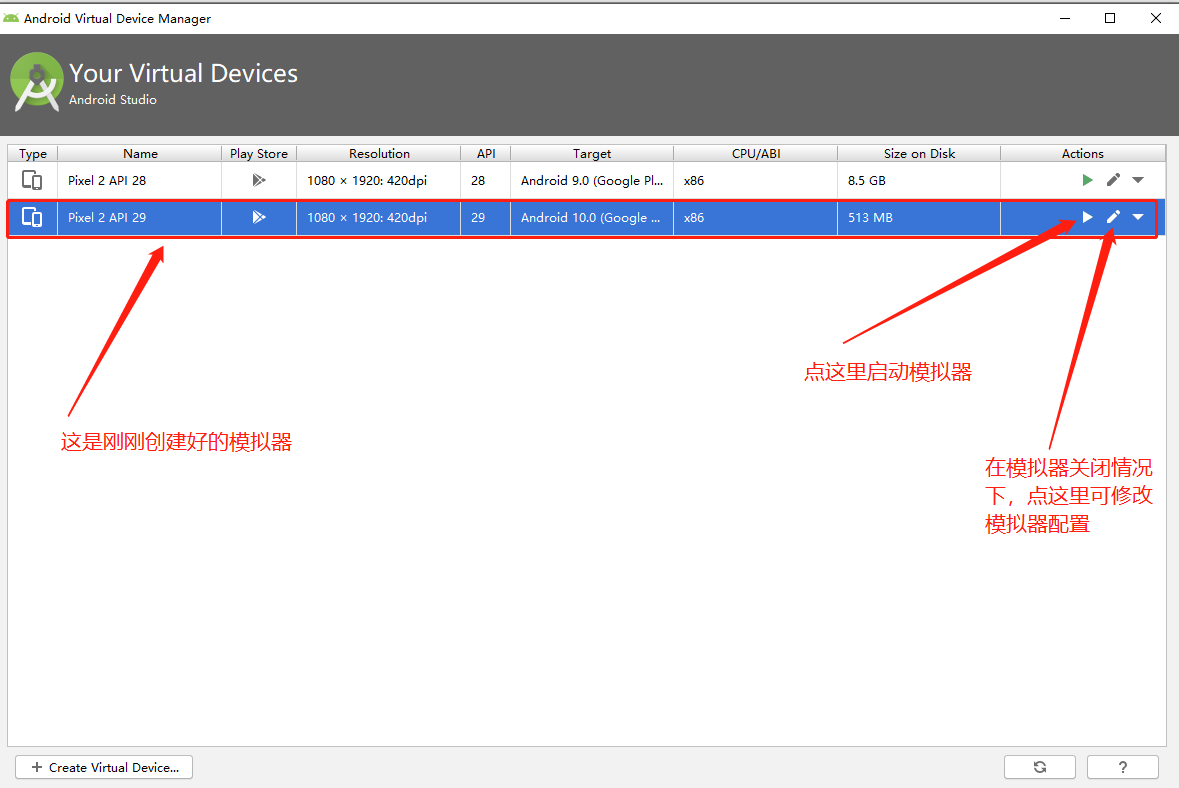 Android Virtual Device Manager
Your Virtual Devices
Android Studio
Type Name Play Store Resolution API Target CPU/ABI Size on Disk Actions
Pixel 2 API 28 1080 × 1920: 420dpi 28 Android 9.0 (Google Pl... x86 8.5 GB
Pixel 2 API 29 1080 × 1920: 420dpi 29 Android 10.0 (Google ... x86 513 MB
点这里启动模拟器
这是刚刚创建好的模拟器
在模拟器关闭情况
下，点这里可修改
模拟器配置
+ Create Virtual Device...
?